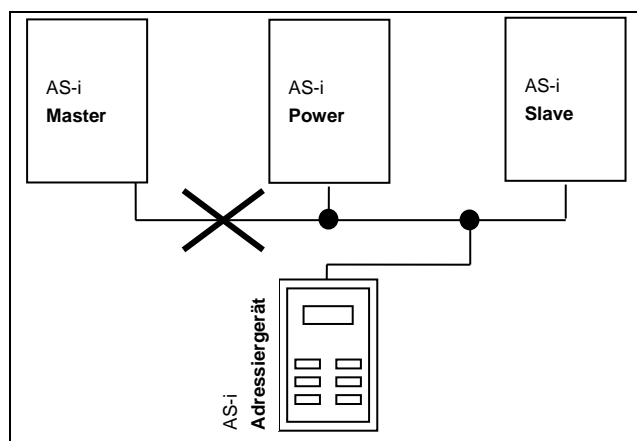 AS-i
Master
AS-i
Power
AS-i
Slave
AS-i
Adressiergerät